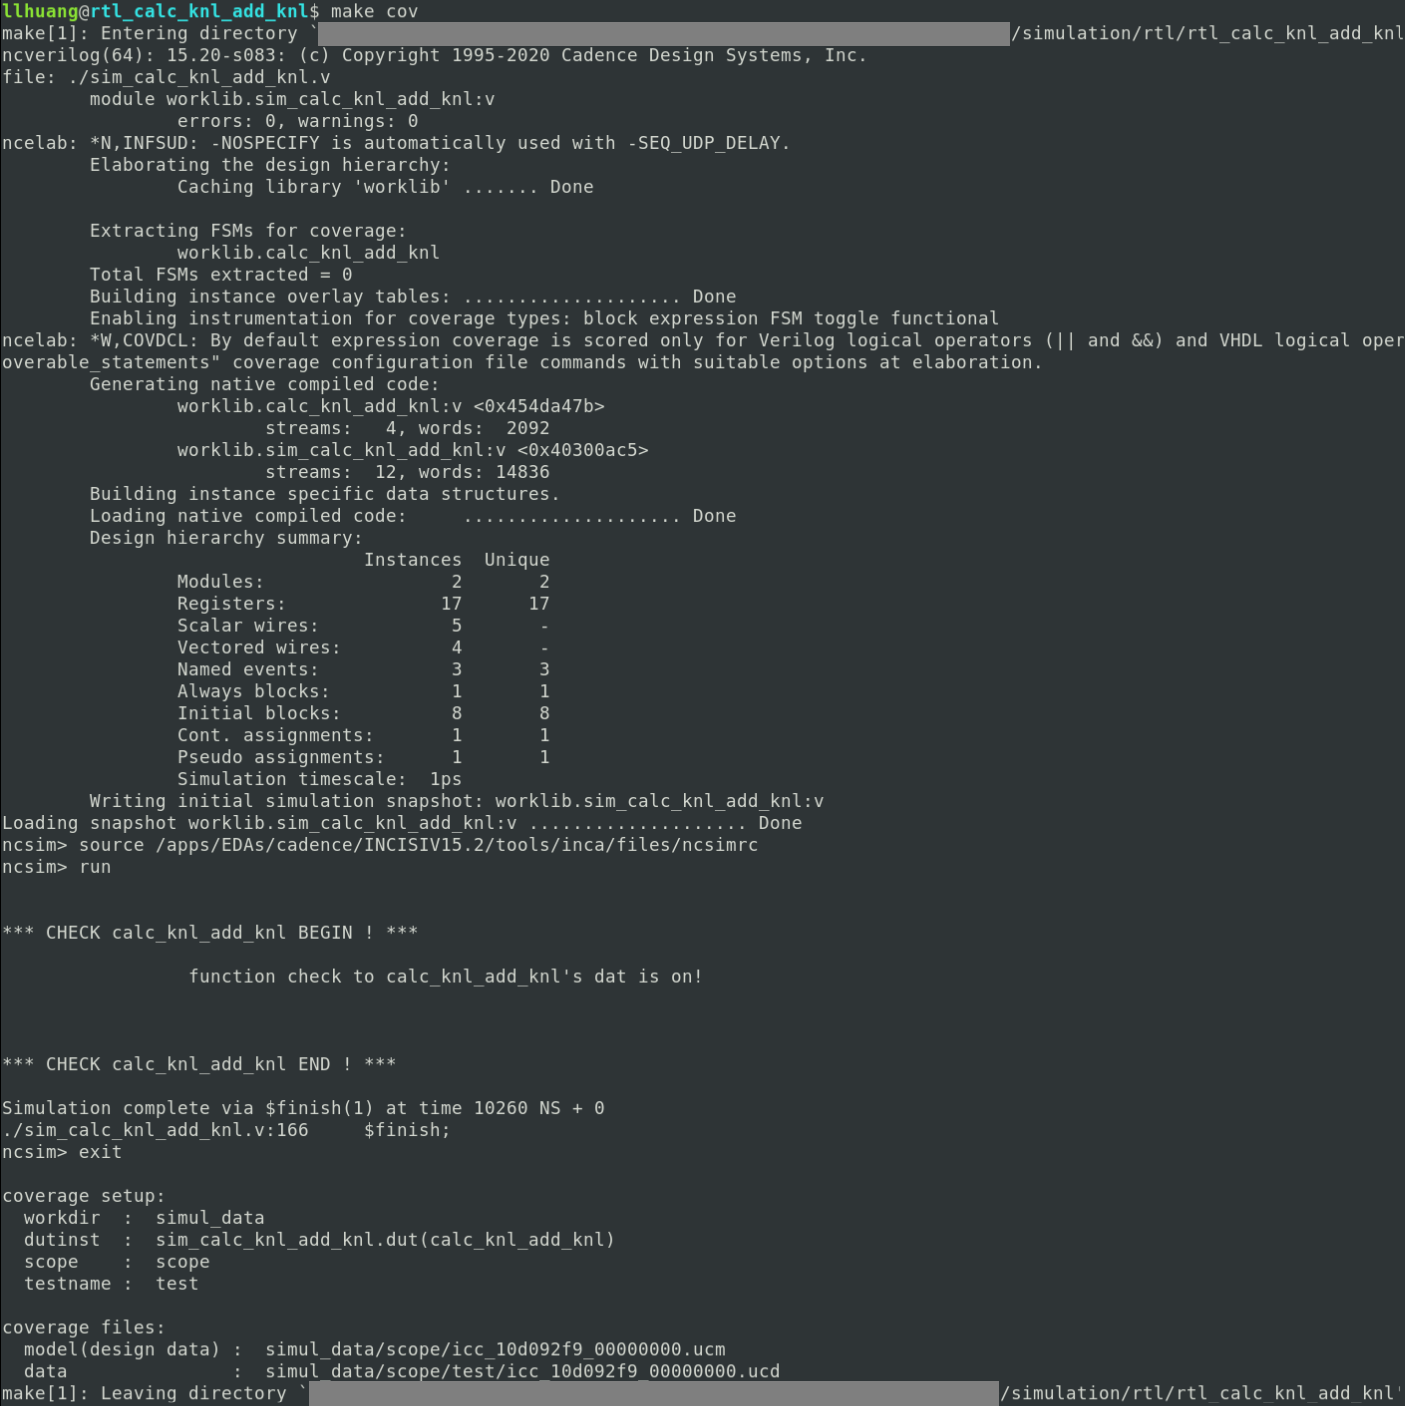 llhuang@rtl_calc_knl_add_knl$ make cov
make[1]: Entering directory `/simulation/rtl/rtl_calc_knl_add_knl
ncverilog(64): 15.20-s083: (c) Copyright 1995-2020 Cadence Design Systems, Inc.
file: ./sim_calc_knl_add_knl.v
        module worklib.sim_calc_knl_add_knl:v
                errors: 0, warnings: 0
ncelab: *N,INFSUD: -NOSPECIFY is automatically used with -SEQ_UDP_DELAY.
        Elaborating the design hierarchy:
                Caching library 'worklib' ....... Done
        Extracting FSMs for coverage:
                worklib.calc_knl_add_knl
        Total FSMs extracted = 0
        Building instance overlay tables: .................... Done
        Enabling instrumentation for coverage types: block expression FSM toggle functional
ncelab: *W,COVDCL: By default expression coverage is scored only for Verilog logical operators (|| and &&) and VHDL logical oper
overable_statements" coverage configuration file commands with suitable options at elaboration.
        Generating native compiled code:
                worklib.calc_knl_add_knl:v <0x454da47b>
                        streams:   4, words:  2092
                worklib.sim_calc_knl_add_knl:v <0x40300ac5>
                        streams:  12, words: 14836
        Building instance specific data structures.
        Loading native compiled code:     .................... Done
        Design hierarchy summary:
                                 Instances  Unique
                Modules:                 2       2
                Registers:              17      17
                Scalar wires:            5       -
                Vectored wires:          4       -
                Named events:            3       3
                Always blocks:           1       1
                Initial blocks:          8       8
                Cont. assignments:       1       1
                Pseudo assignments:      1       1
                Simulation timescale:  1ps
        Writing initial simulation snapshot: worklib.sim_calc_knl_add_knl:v
Loading snapshot worklib.sim_calc_knl_add_knl:v .................... Done
ncsim> source /apps/EDAs/cadence/INCISIV15.2/tools/inca/files/ncsimrc
ncsim> run
*** CHECK calc_knl_add_knl BEGIN ! ***
                 function check to calc_knl_add_knl's dat is on!
*** CHECK calc_knl_add_knl END ! ***
Simulation complete via $finish(1) at time 10260 NS + 0
./sim_calc_knl_add_knl.v:166     $finish;
ncsim> exit
coverage setup:
  workdir  :  simul_data
  dutinst  :  sim_calc_knl_add_knl.dut(calc_knl_add_knl)
  scope    :  scope
  testname :  test
coverage files:
  model(design data) :  simul_data/scope/icc_10d092f9_00000000.ucm
  data               :  simul_data/scope/test/icc_10d092f9_00000000.ucd
make[1]: Leaving directory `/simulation/rtl/rtl_calc_knl_add_knl'